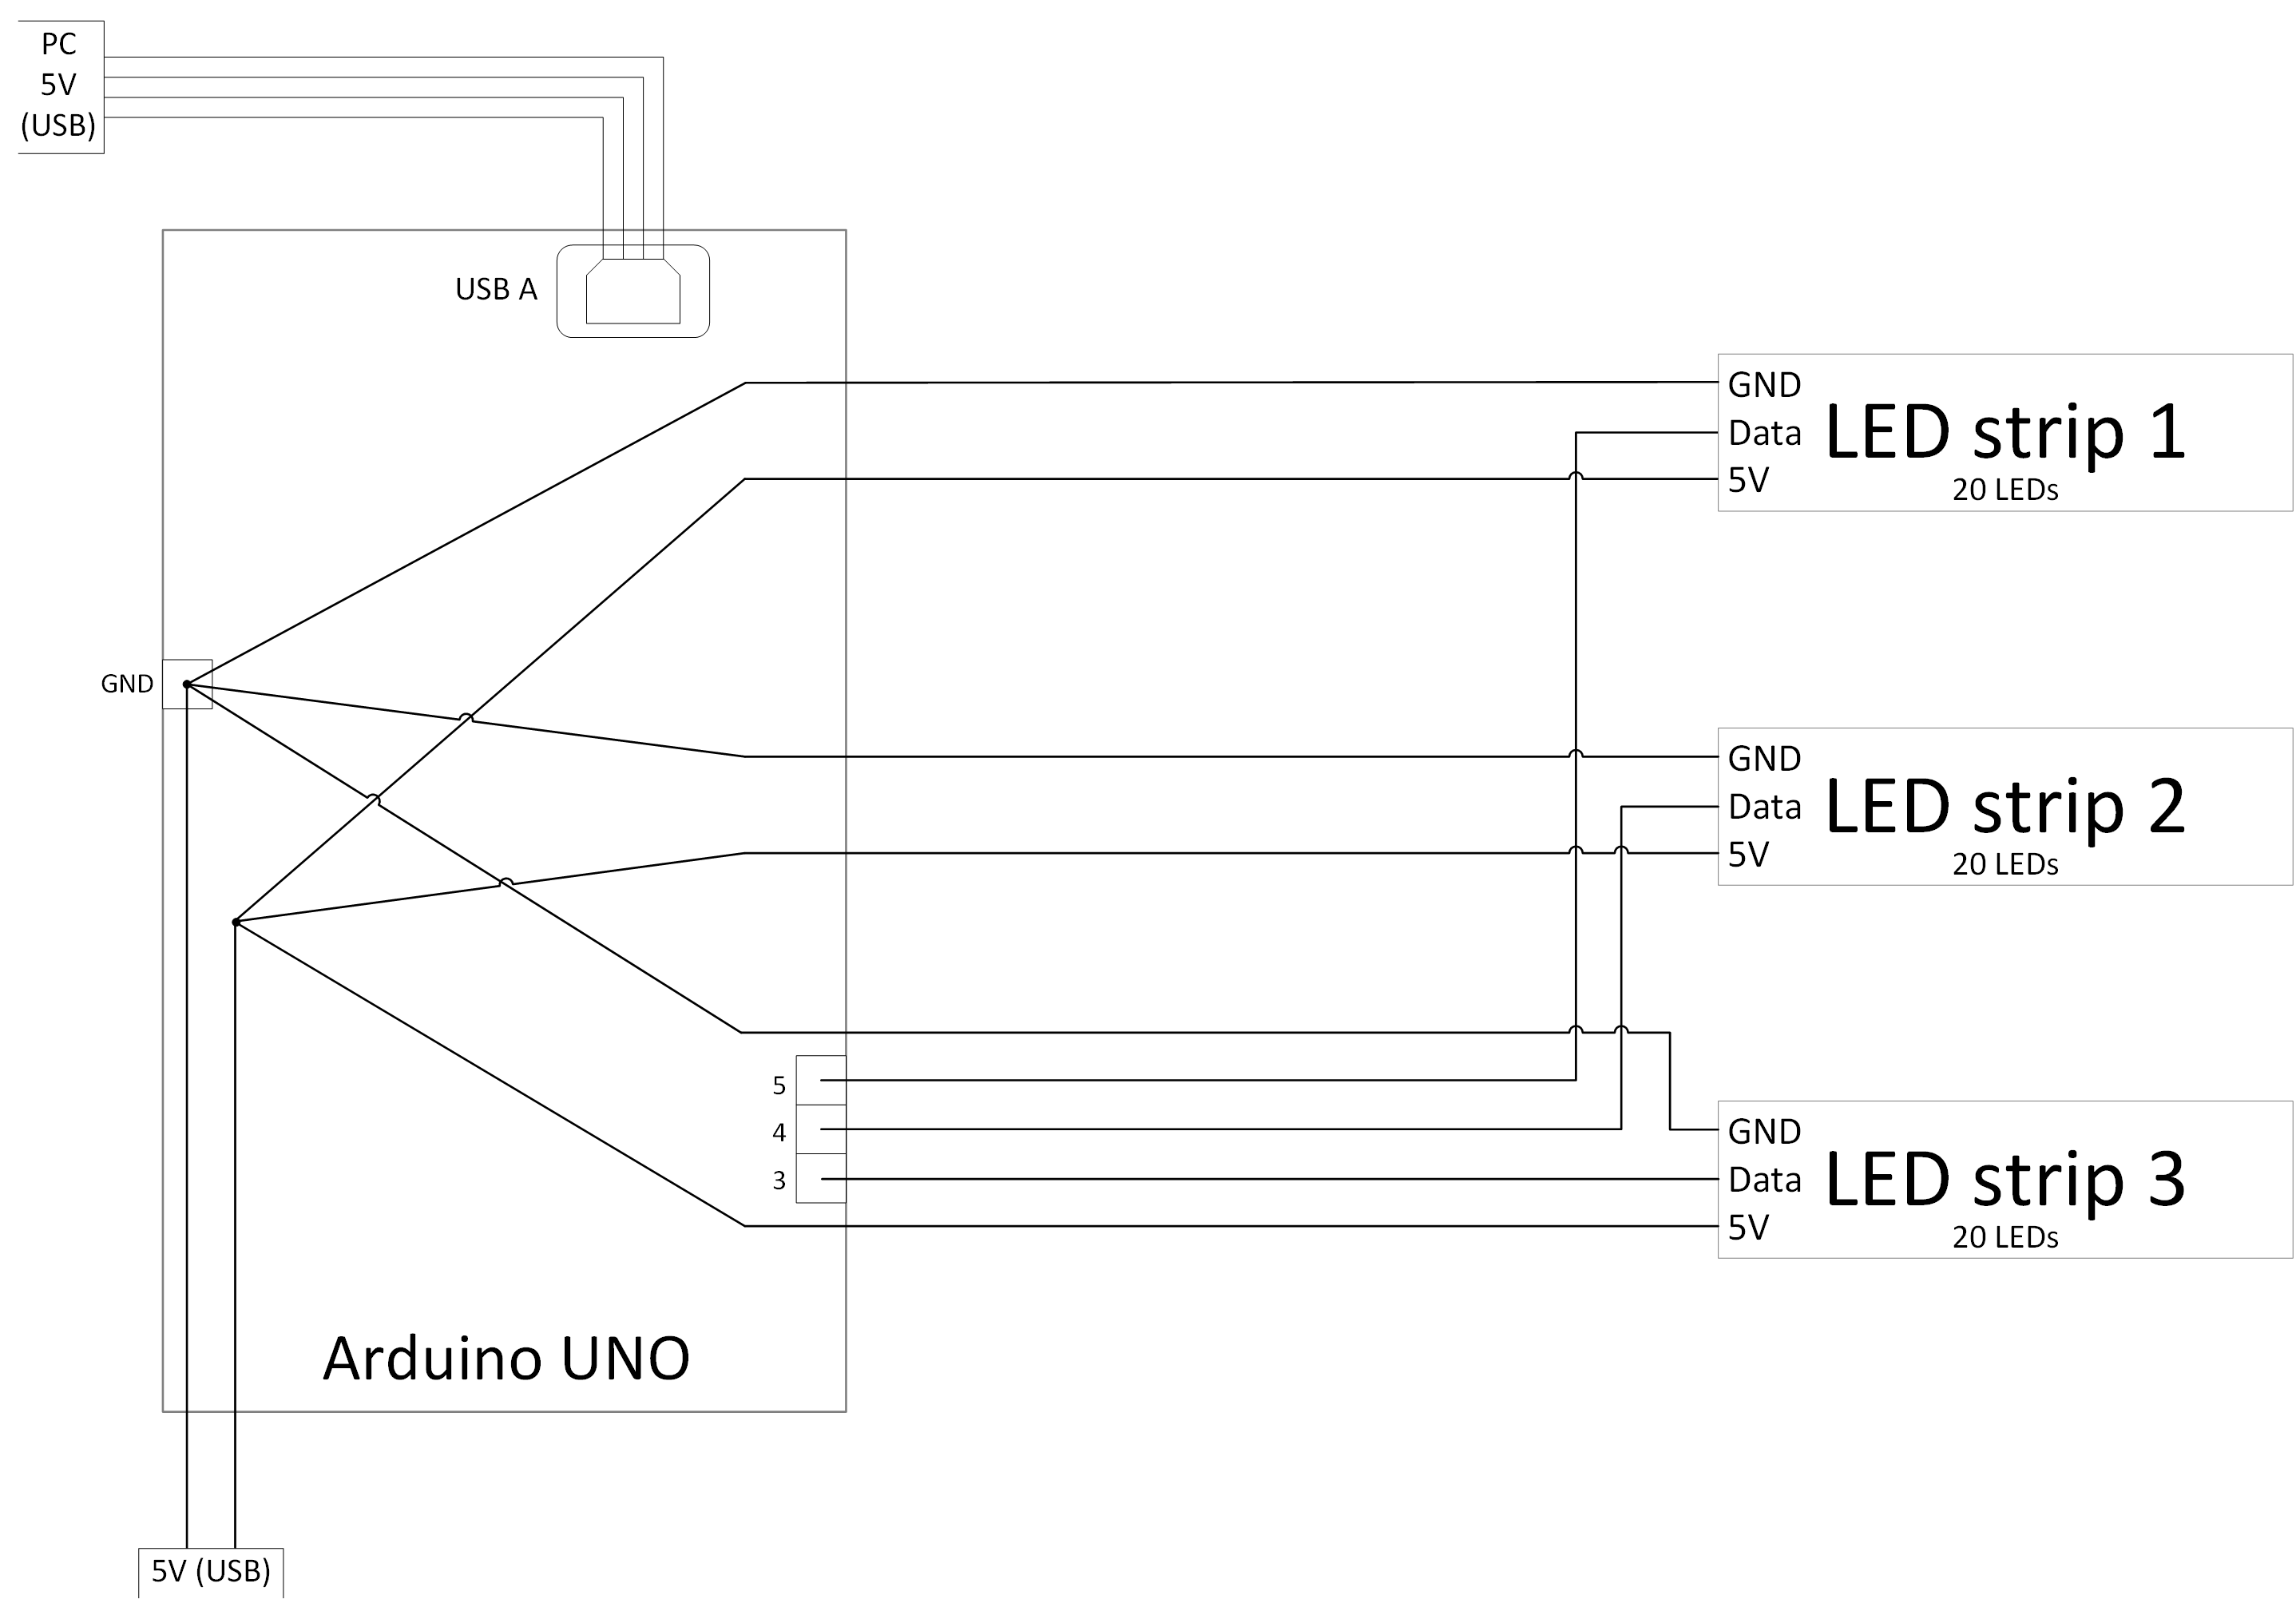 PC
5V
(USB)
USB A
GND
Data
5V
LED strip 1
20 LEDs
GND
GND
Data
5V
LED strip 2
20 LEDs
5
4
3
GND
Data
5V
LED strip 3
20 LEDs
Arduino UNO
5V (USB)